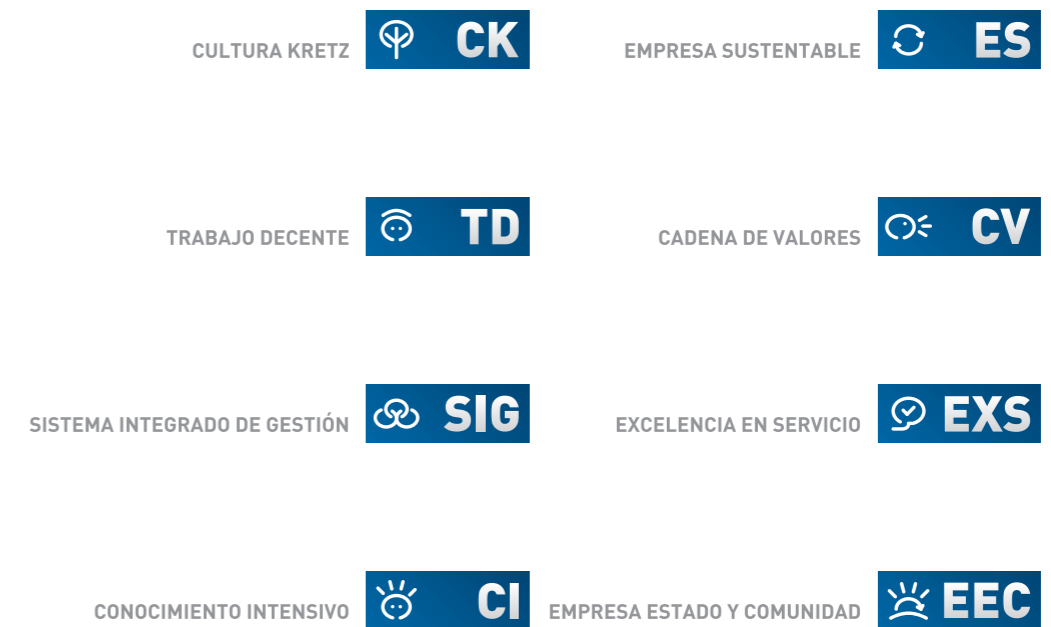 CULTURA KRETZ CK
EMPRESA SUSTENTABLE ES
TRABAJO DECENTE TD
CADENA DE VALORES CV
SISTEMA INTEGRADO DE GESTIÓN SIG
EXCELENCIA EN SERVICIO EXS
CONOCIMIENTO INTENSIVO CI
EMPRESA ESTADO Y COMUNIDAD EEC